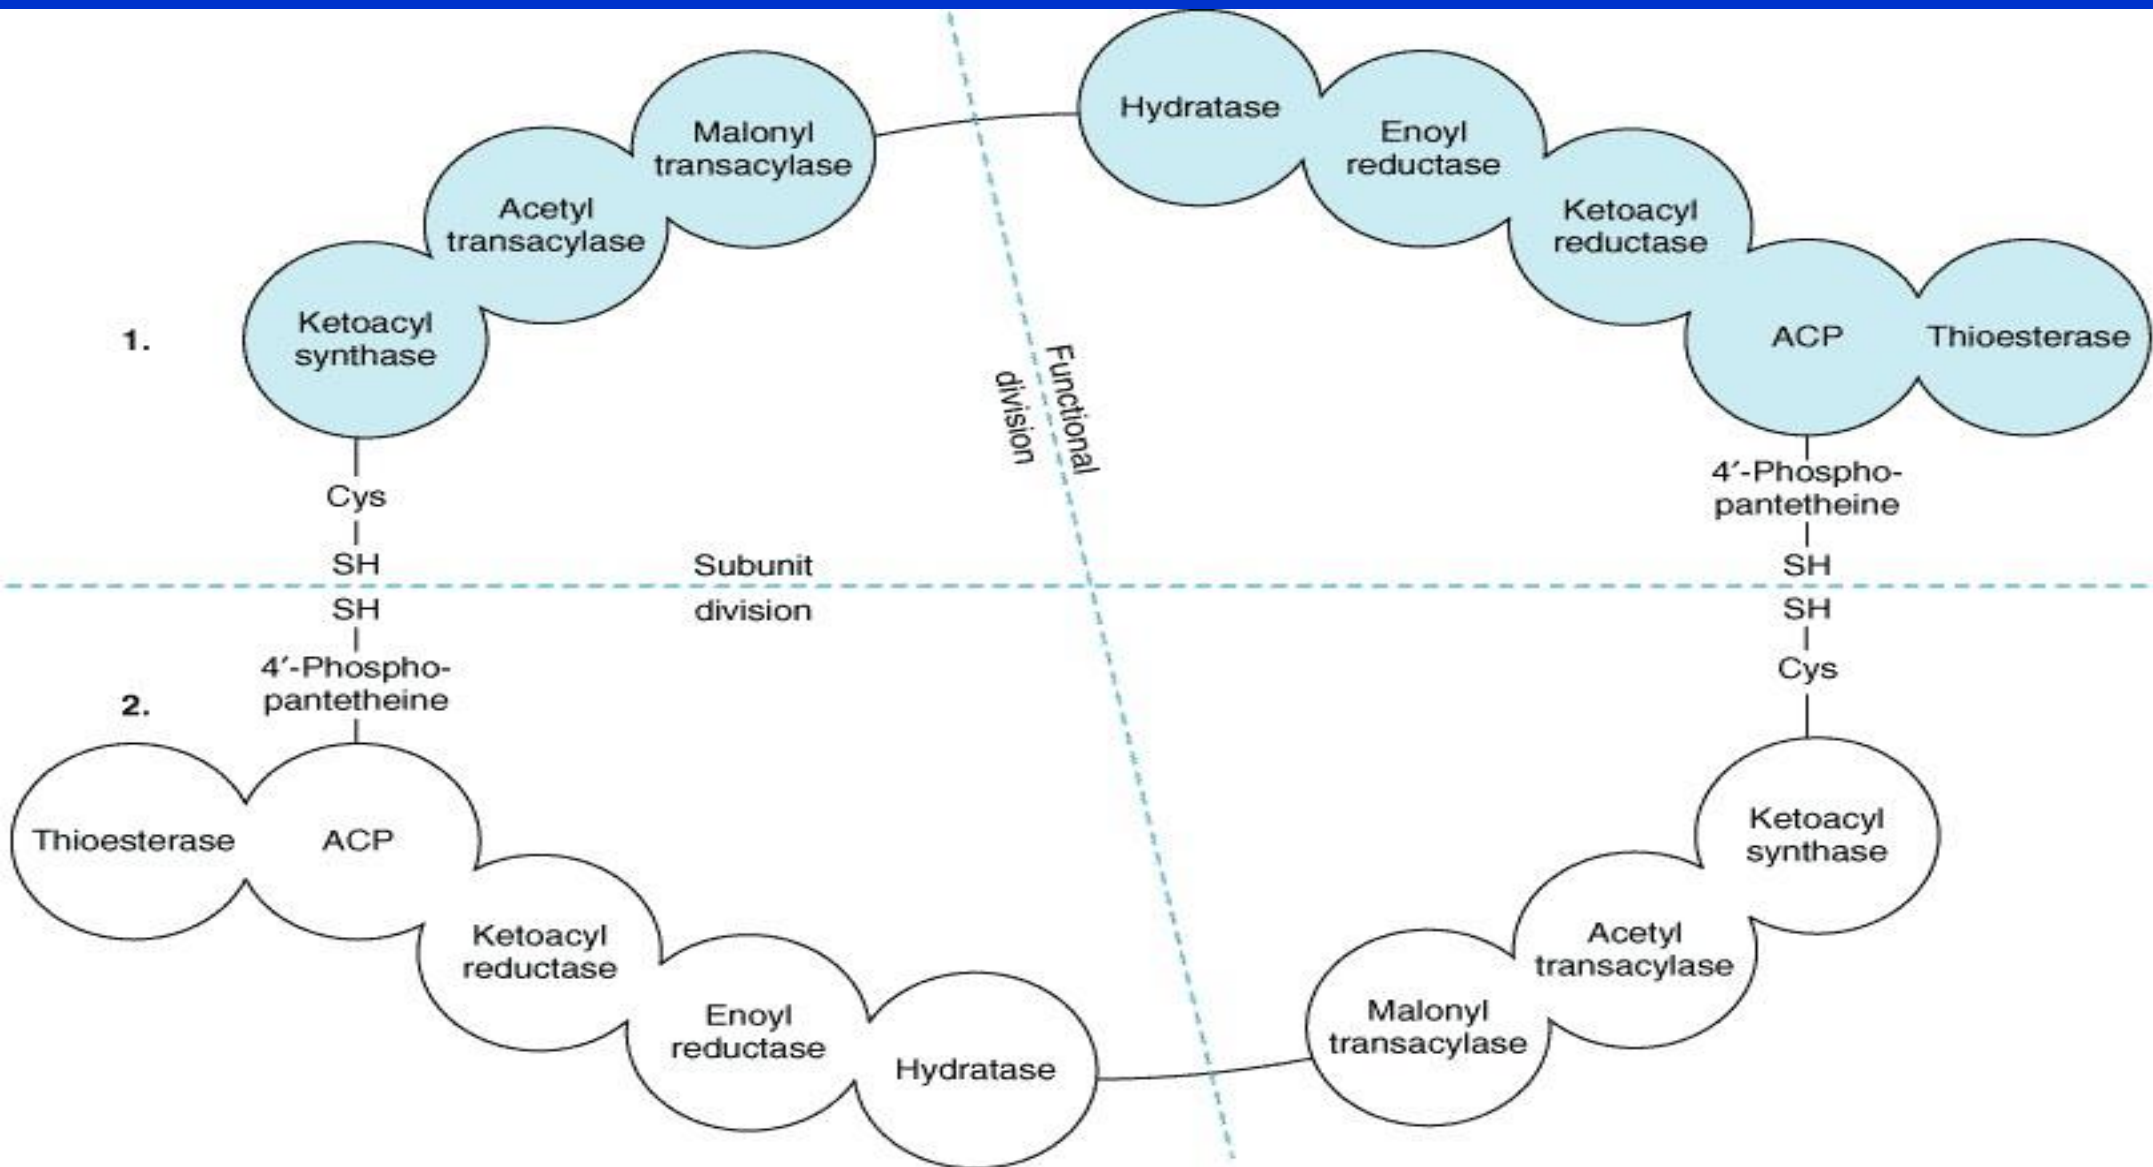 Hydratase
Malonyl
transacylase
Enoyl
reductase
Acetyl
transacylase
Ketoacyl
reductase
Ketoacyl
synthase
1.
ACP
Thioesterase
Functional
division
Cys
4′-Phospho-
pantetheine
SH
Subunit
SH
SH
division
SH
4′-Phospho-
pantetheine
Cys
2.
Thioesterase
ACP
Ketoacyl
synthase
Ketoacyl
reductase
Acetyl
transacylase
Enoyl
reductase
Malonyl
transacylase
Hydratase